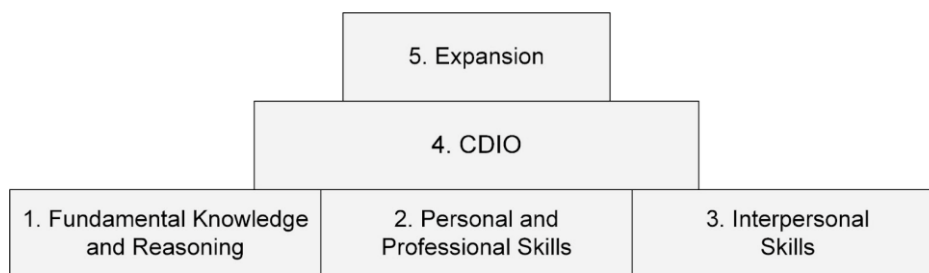 5. Expansion
4. CDIO
1. Fundamental Knowledge
and Reasoning
2. Personal and
Professional Skills
3. Interpersonal
Skills